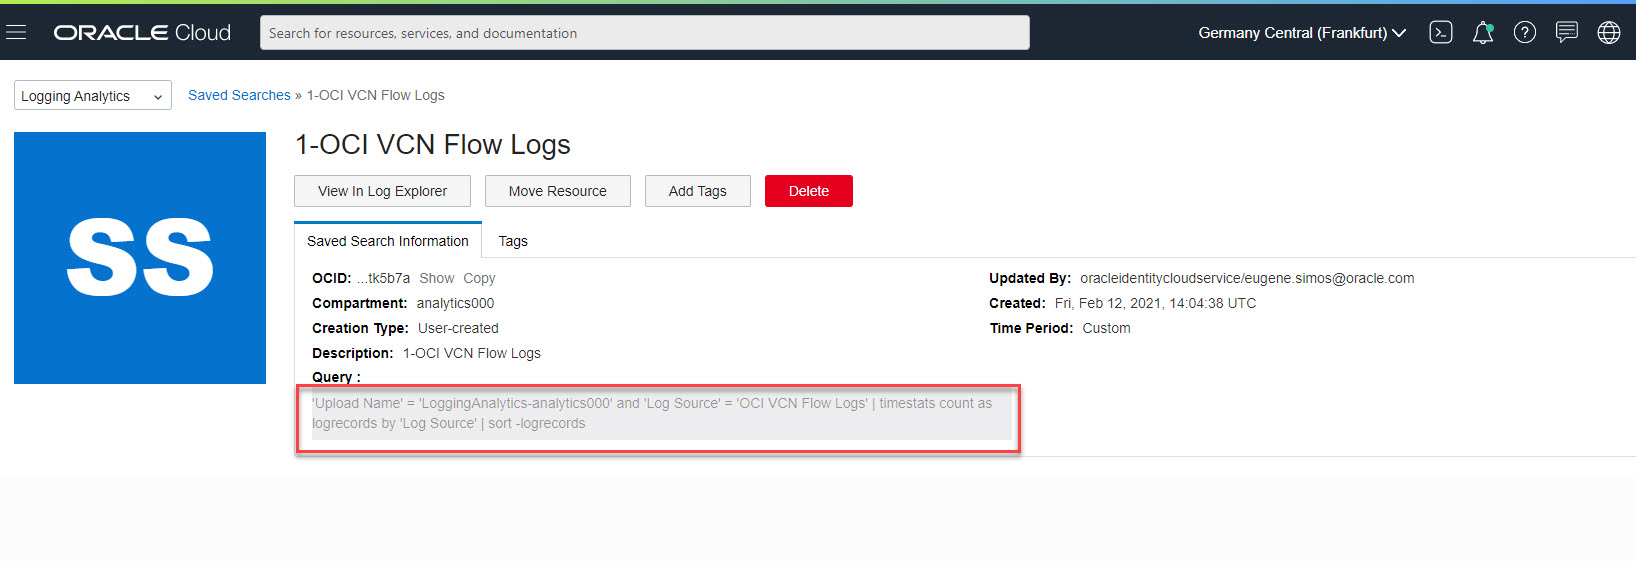 ORACLE Cloud
Search for resources, services, and documentation
Germany Central (Frankfurt)
Logging Analytics
Saved Searches » 1-OCI VCN Flow Logs
SS
1-OCI VCN Flow Logs
View In Log Explorer
Move Resource
Add Tags
Delete
Saved Search Information
Tags
OCID: ...tk5b7a Show Copy
Compartment: analytics000
Creation Type: User-created
Description: 1-OCI VCN Flow Logs
Updated By: oracleidentitycloudservice/eugene.simos@oracle.com
Created: Fri, Feb 12, 2021, 14:04:38 UTC
Time Period: Custom
Query :
'Upload Name' = 'LoggingAnalytics-analytics000' and 'Log Source' = 'OCI VCN Flow Logs' | timestats count as
logrecords by 'Log Source' | sort -logrecords